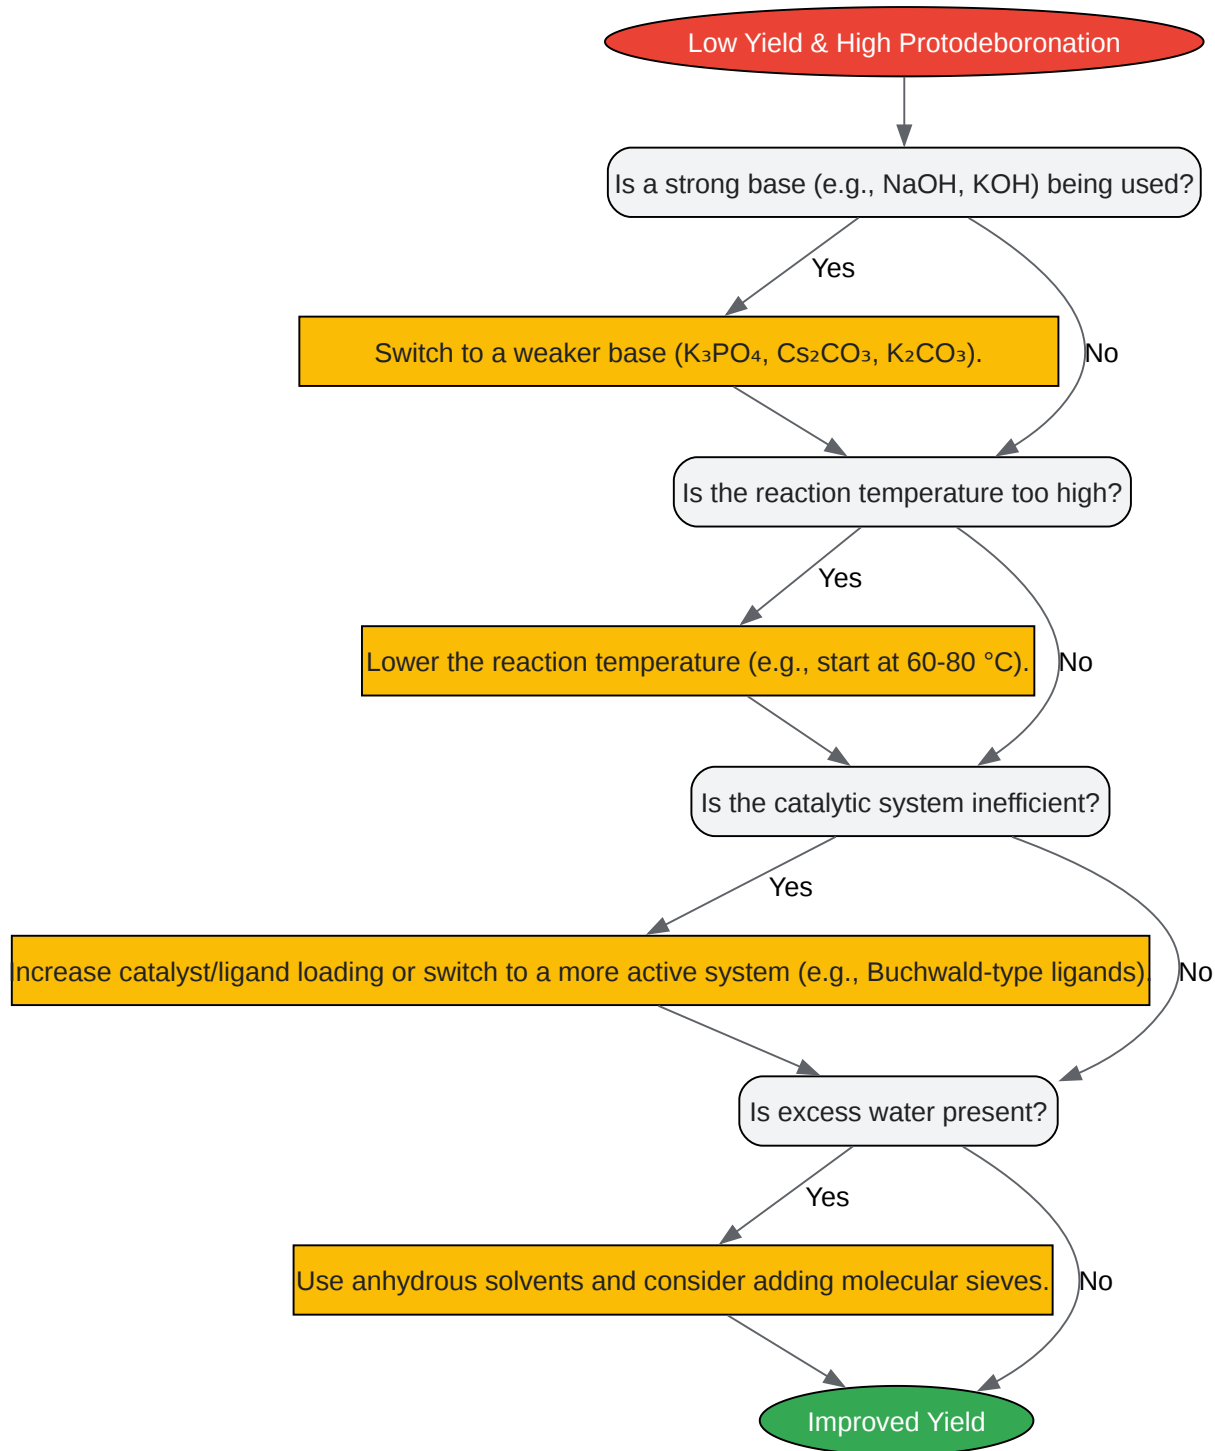 Low Yield & High Protodeboronation
Is a strong base (e.g., NaOH, KOH) being used?
Yes
Switch to a weaker base (K₃PO₄, Cs₂CO₃, K₂CO₃).
No
Is the reaction temperature too high?
Yes
Lower the reaction temperature (e.g., start at 60-80 °C).
No
Is the catalytic system inefficient?
Yes
Increase catalyst/ligand loading or switch to a more active system (e.g., Buchwald-type ligands).
No
Is excess water present?
Yes
Use anhydrous solvents and consider adding molecular sieves.
No
Improved Yield